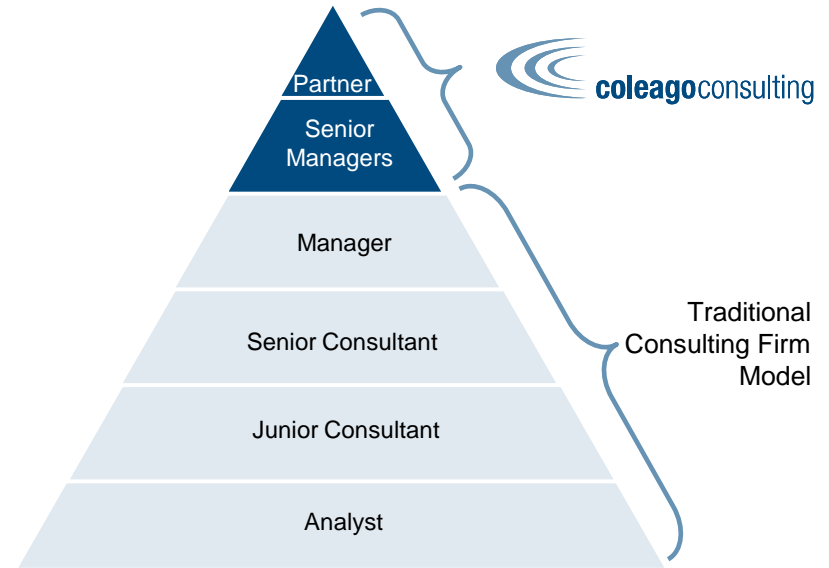 Partner
coleagoconsulting
Senior
Managers
Manager
Traditional
Consulting Firm
Model
Senior Consultant
Junior Consultant
Analyst